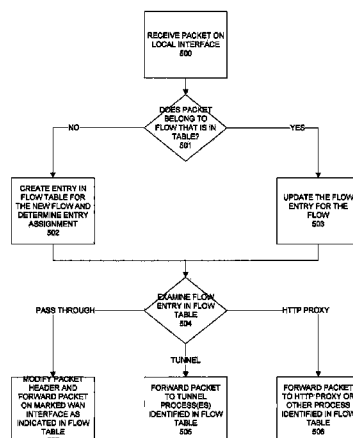 RECEIVE PACKET ON
LOCAL INTERFACE
500
DOES PACKET
BELONG TO
FLOW THAT IS IN
TABLE?
501
NO
YES
CREATE ENTRY IN
FLOW TABLE FOR
THE NEW FLOW AND
DETERMINE ENTRY
ASSIGNMENT
502
UPDATE THE FLOW
ENTRY FOR THE
FLOW
503
EXAMINE FLOW
ENTRY IN FLOW
TABLE
504
PASS THROUGH
HTTP PROXY
TUNNEL
MODIFY PACKET
HEADER AND
FORWARD PACKET
ON MARKED WAN
INTERFACE AS
INDICATED IN FLOW
TABLE
FORWARD PACKET
TO TUNNEL
PROCESS(ES)
IDENTIFIED IN FLOW
TABLE
505
FORWARD PACKET
TO HTTP PROXY OR
OTHER PROCESS
IDENTIFIED IN FLOW
TABLE
506